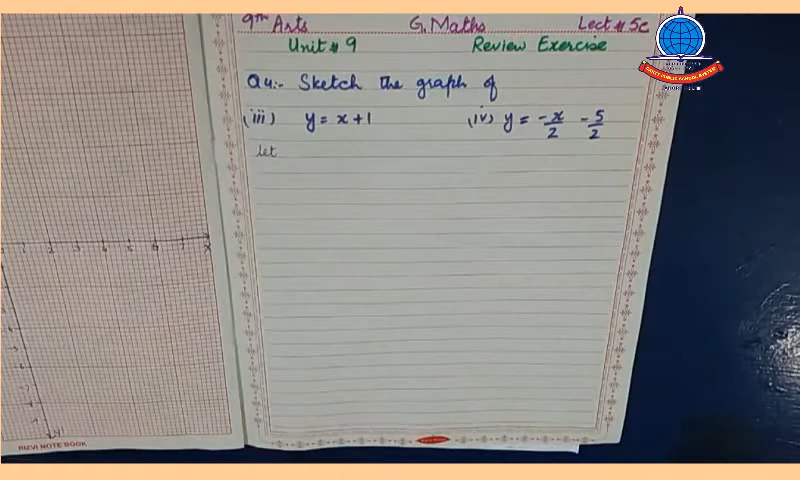 9th Arts G. Maths Lect # 5c
Unit # 9 Review Exercise
Q4:- Sketch the graph of
(iii) y = x + 1 (iv) y = -x/2 - 5/2
let
RIZVI NOTE BOOK